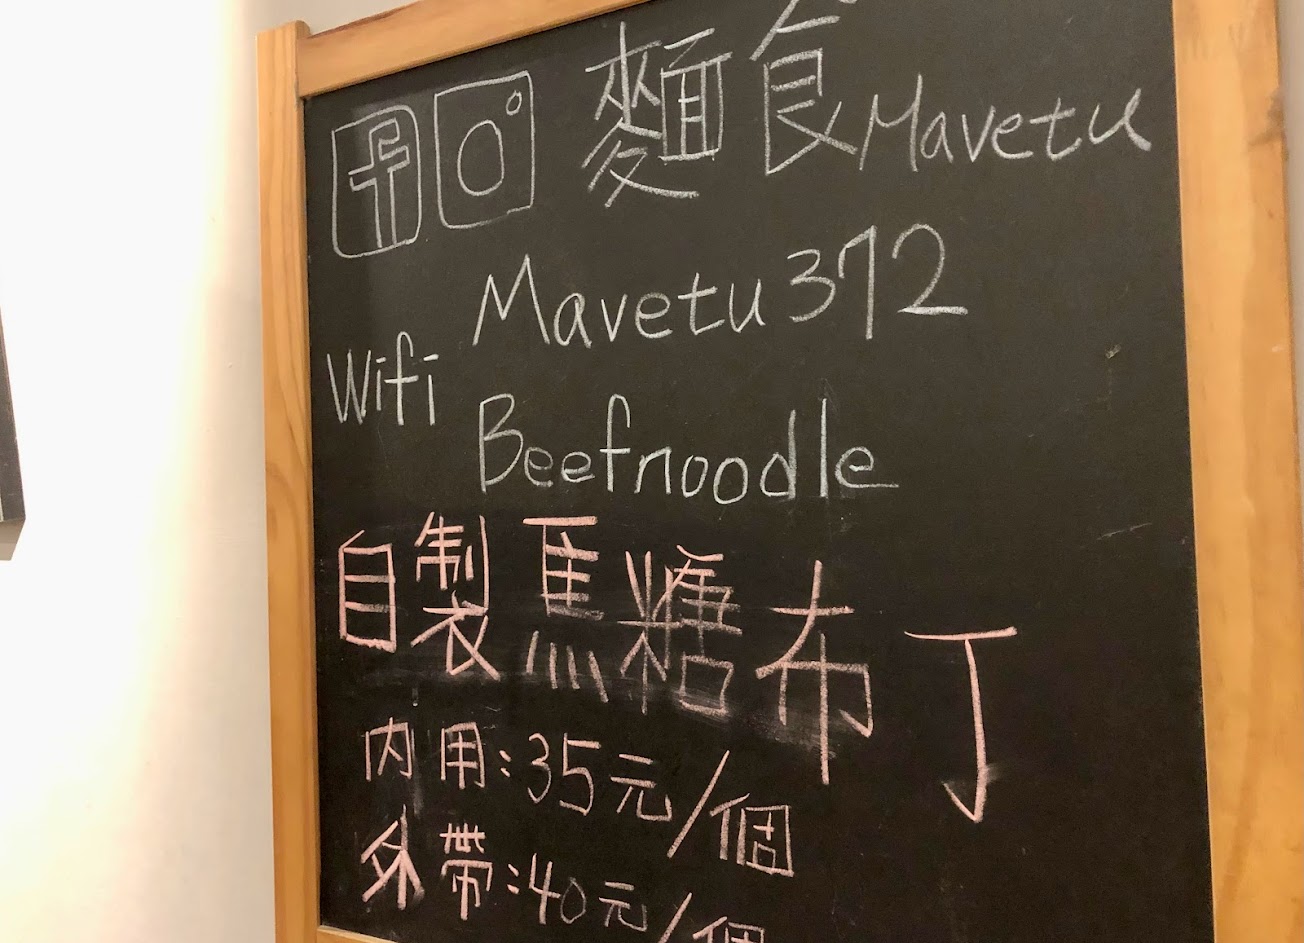 麵食 Mavetu
Mavetu372
Wifi
Beefnoodle
自製焦糖布丁
內用:35元/個
外帶:40元/個